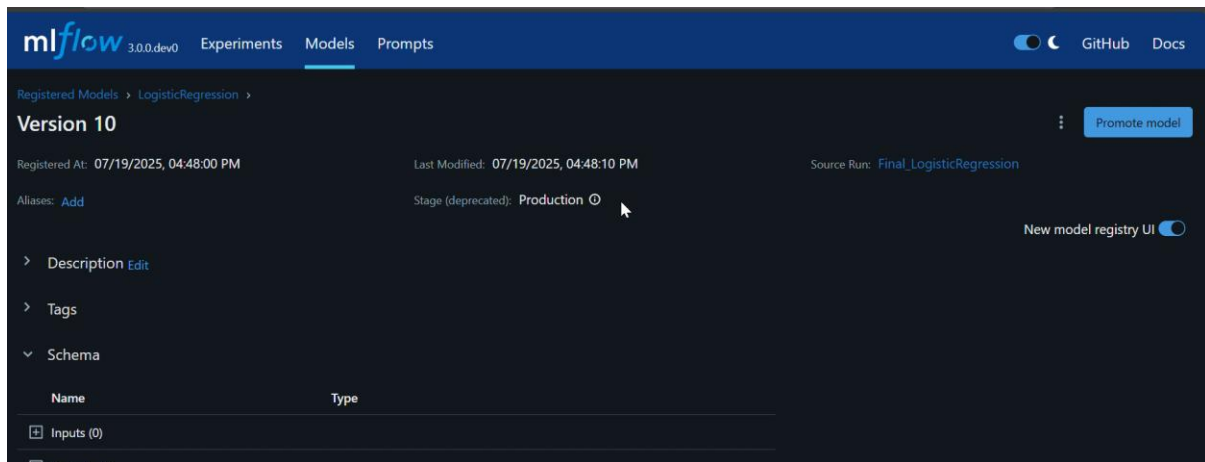 mlflow 3.0.0.dev0 Experiments Models Prompts GitHub Docs
Registered Models > LogisticRegression >
Version 10 Promote model
Registered At: 07/19/2025, 04:48:00 PM Last Modified: 07/19/2025, 04:48:10 PM Source Run: Final_LogisticRegression
Aliases: Add Stage (deprecated): Production
New model registry UI
Description Edit
Tags
Schema
Name Type
Inputs (0)